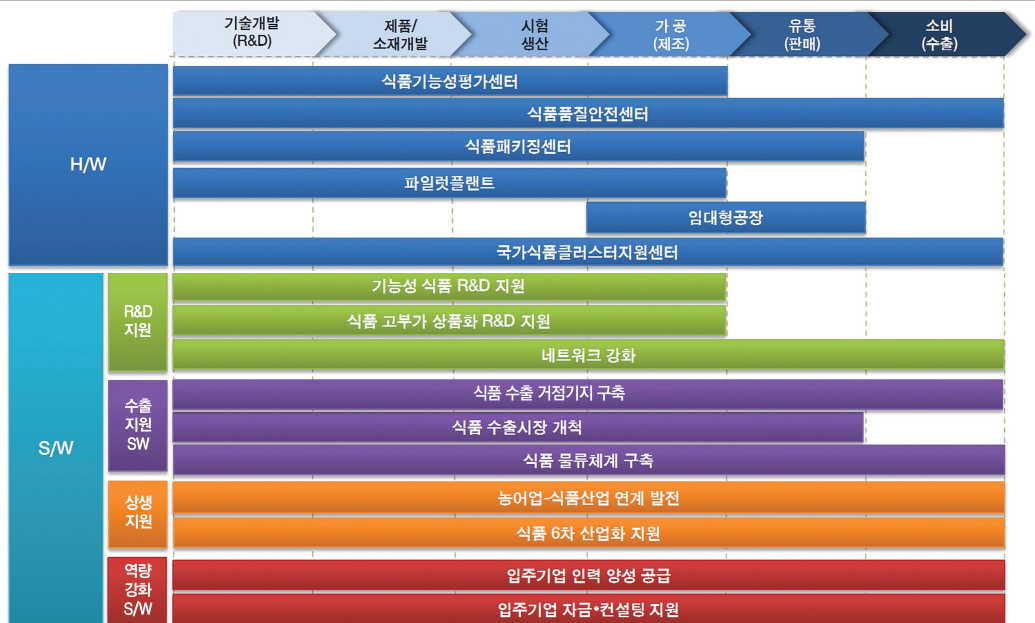 기술개발
(R&D)
제품/
소재개발
시험
생산
가 공
(제조)
유통
(판매)
소비
(수출)
H/W
식품기능성평가센터
식품품질안전센터
식품패키징센터
파일럿플랜트
임대형공장
국가식품클러스터지원센터
S/W
R&D
지원
기능성 식품 R&D 지원
식품 고부가 상품화 R&D 지원
네트워크 강화
수출
지원
SW
식품 수출 거점기지 구축
식품 수출시장 개척
식품 물류체계 구축
상생
지원
농어업-식품산업 연계 발전
식품 6차 산업화 지원
역량
강화
S/W
입주기업 인력 양성 공급
입주기업 자금•컨설팅 지원